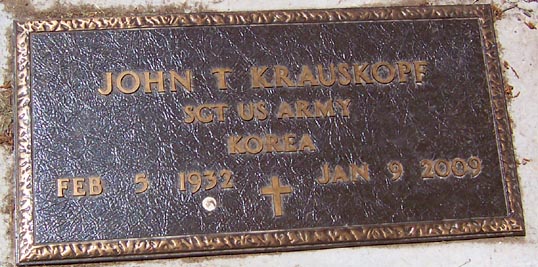 JOHN T KRAUSKOPF
SGT US ARMY
KOREA
FEB 5 1932 JAN 9 2009